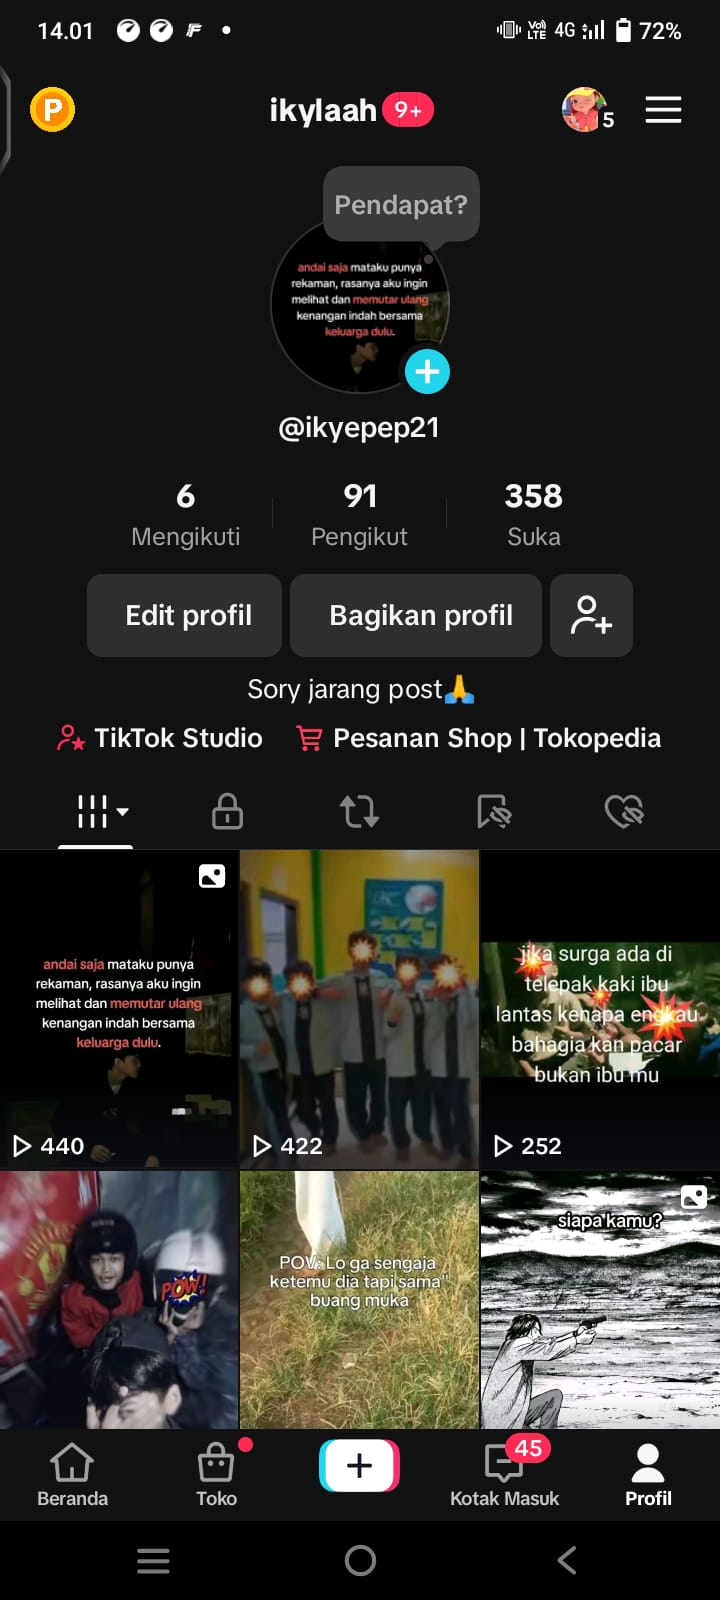 14.01
Vo))
LTE
4G
72%
P
ikylaah
9+
5
Pendapat?
andai saja mataku punya
rekaman, rasanya aku ingin
melihat dan memutar ulang
kenangan indah bersama
keluarga dulu.
@ikyepep21
6
Mengikuti
91
Pengikut
358
Suka
Edit profil
Bagikan profil
Sory jarang post🙏
TikTok Studio
Pesanan Shop | Tokopedia
andai saja mataku punya
rekaman, rasanya aku ingin
melihat dan memutar ulang
kenangan indah bersama
keluarga dulu.
440
422
jika surga ada di
telepak kaki ibu
lantas kenapa engkau
bahagia kan pacar
bukan ibu mu
252
POW!
POV: Lo ga sengaja
ketemu dia tapi sama"
buang muka
siapa kamu?
Beranda
Toko
45
Kotak Masuk
Profil